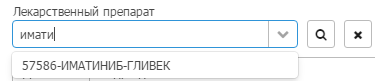 Лекарственный препарат
имати
57586-ИМАТИНИБ-ГЛИВЕК